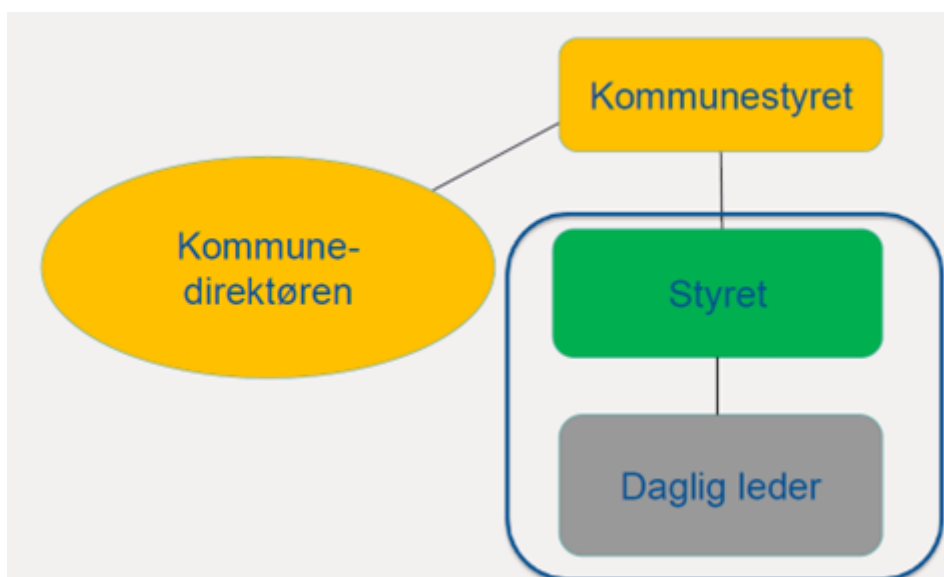 Kommunestyret
Kommune-
direktøren
Styret
Daglig leder